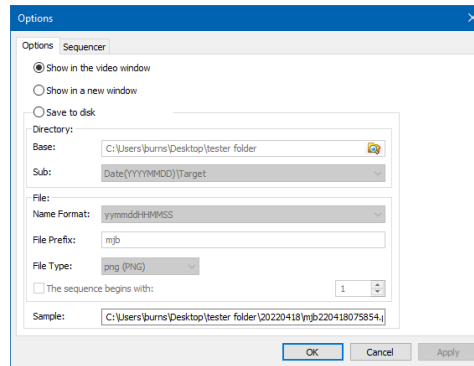 Options
Options Sequencer
Show in the video window
Show in a new window
Save to disk
Directory:
Base: C:\Users\burns\Desktop\tester folder
Sub: Date(YYYYMMDD)\Target
File:
Name Format: yymmddHHMMSS
File Prefix: mjb
File Type: png (PNG)
The sequence begins with: 1
Sample: C:\Users\burns\Desktop\tester folder\20220418\mjb220418075854.p
OK Cancel Apply